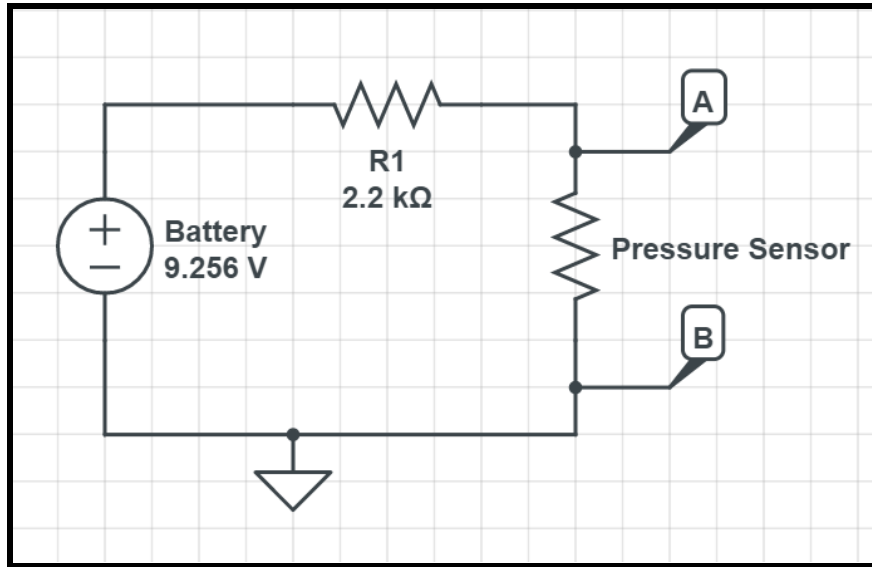 A
R1
2.2 kΩ
+
Battery
−
9.256 V
Pressure Sensor
B